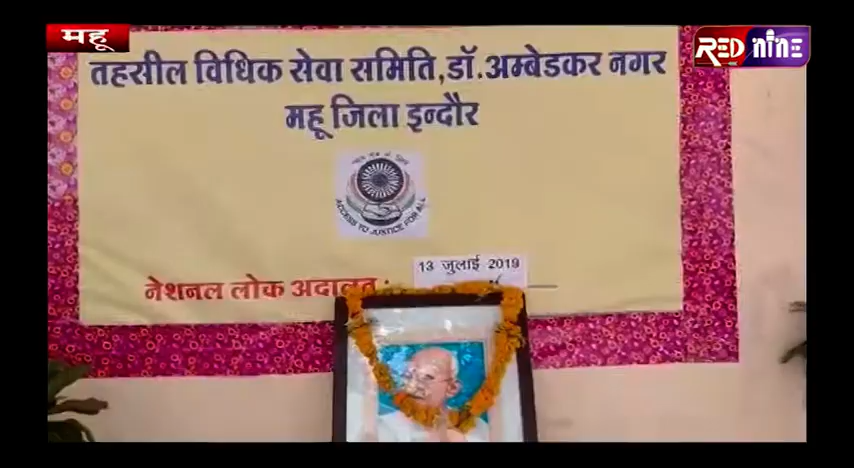 महू
RED NINE
तहसील विधिक सेवा समिति,डॉ.अम्बेडकर नगर
महू जिला इन्दौर
ACCESS TO JUSTICE FOR ALL
13 जुलाई 2019
नेशनल लोक अदालत :